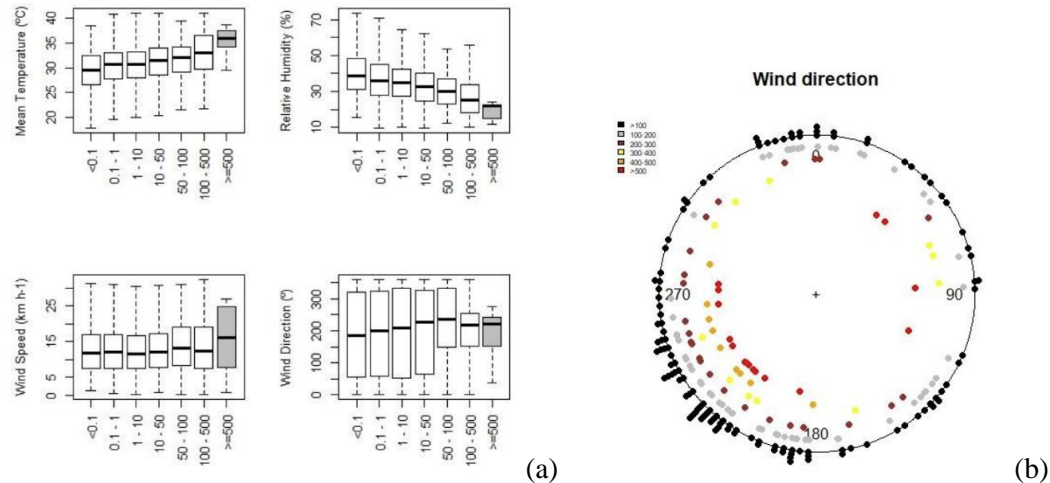 Mean Temperature (ºC)
20 25 30 35 40
<0.1 0.1 - 1 1 - 10 10 - 50 50 - 100 100 - 500 >=500
Relative Humidity (%)
10 30 50 70
<0.1 0.1 - 1 1 - 10 10 - 50 50 - 100 100 - 500 >=500
Wind Speed (km h-1)
0 5 15 25
<0.1 0.1 - 1 1 - 10 10 - 50 50 - 100 100 - 500 >=500
Wind Direction (º)
0 100 200 300
<0.1 0.1 - 1 1 - 10 10 - 50 50 - 100 100 - 500 >=500
(a)
Wind direction
>100
100-200
200-300
300-400
400-500
>500
0
270
90
180
(b)